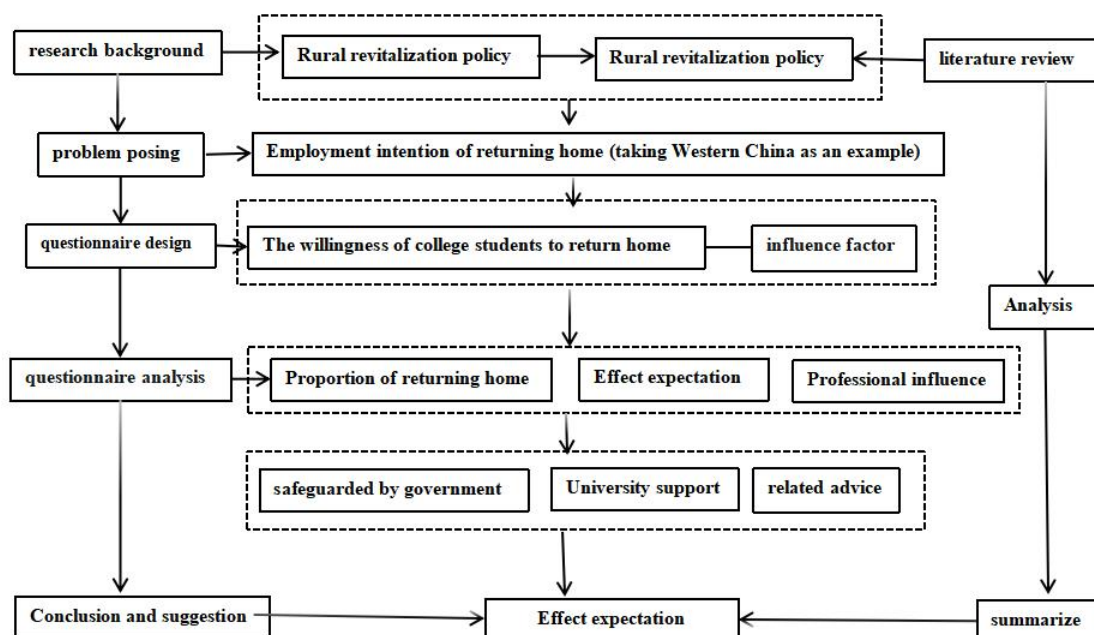 research background
Rural revitalization policy
Rural revitalization policy
literature review
problem posing
Employment intention of returning home (taking Western China as an example)
questionnaire design
The willingness of college students to return home
influence factor
Analysis
questionnaire analysis
Proportion of returning home
Effect expectation
Professional influence
safeguarded by government
University support
related advice
Conclusion and suggestion
Effect expectation
summarize